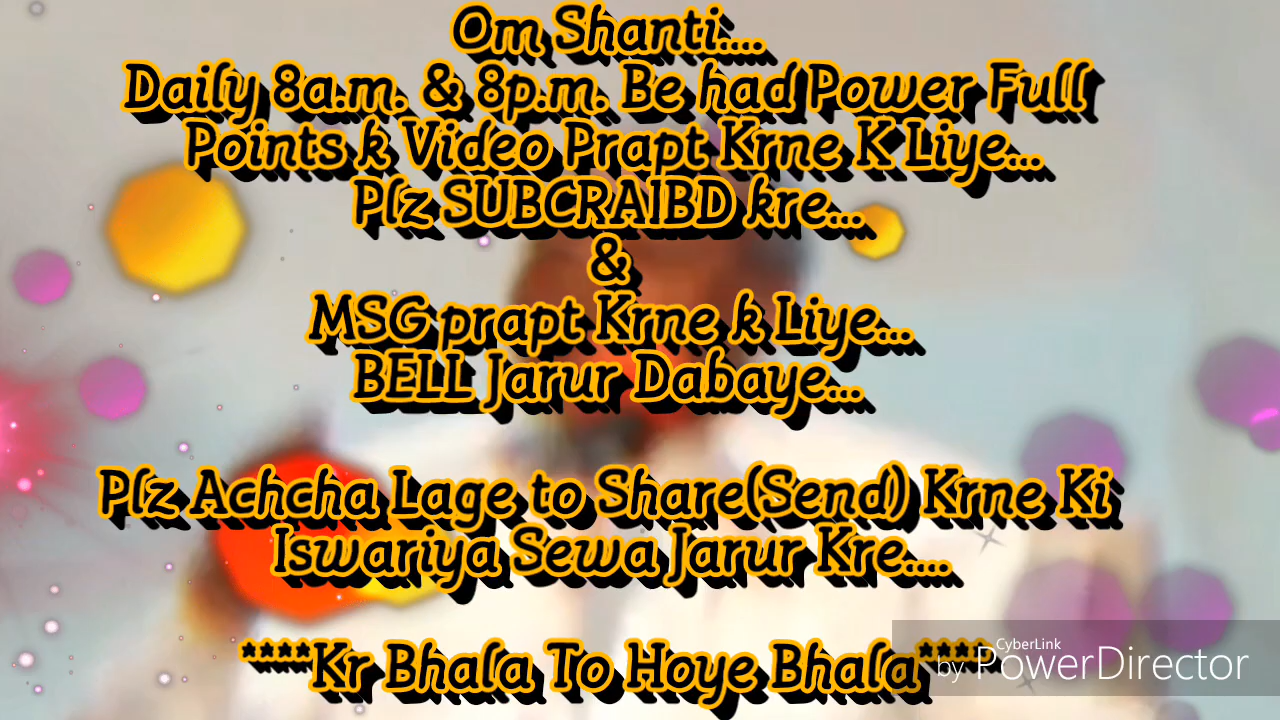 Om Shanti....
Daily 8a.m. & 8p.m. Be had Power Full
Points k Video Prapt Krne K Liye...
Plz SUBCRAIBD kre...
&
MSG prapt Krne k Liye...
BELL Jarur Dabaye...
Plz Achcha Lage to Share(Send) Krne Ki
Iswariya Sewa Jarur Kre....
****Kr Bhala To Hoye Bhala****
CyberLink
by PowerDirector